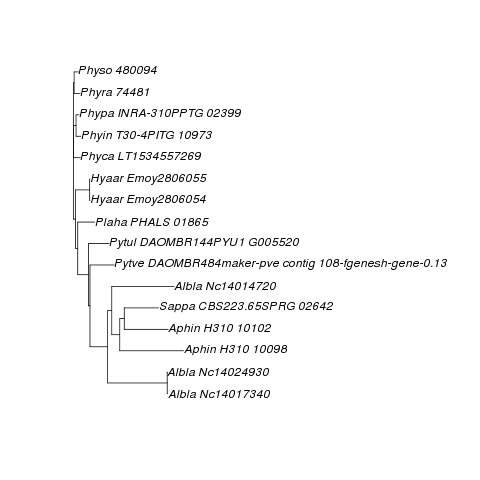 Physo 480094
Phyra 74481
Phypa INRA-310PPTG 02399
Phyin T30-4PITG 10973
Phyca LT1534557269
Hyaar Emoy2806055
Hyaar Emoy2806054
Plaha PHALS 01865
Pytul DAOMBR144PYU1 G005520
Pytve DAOMBR484maker-pve contig 108-fgenesh-gene-0.13
Albla Nc14014720
Sappa CBS223.65SPRG 02642
Aphin H310 10102
Aphin H310 10098
Albla Nc14024930
Albla Nc14017340